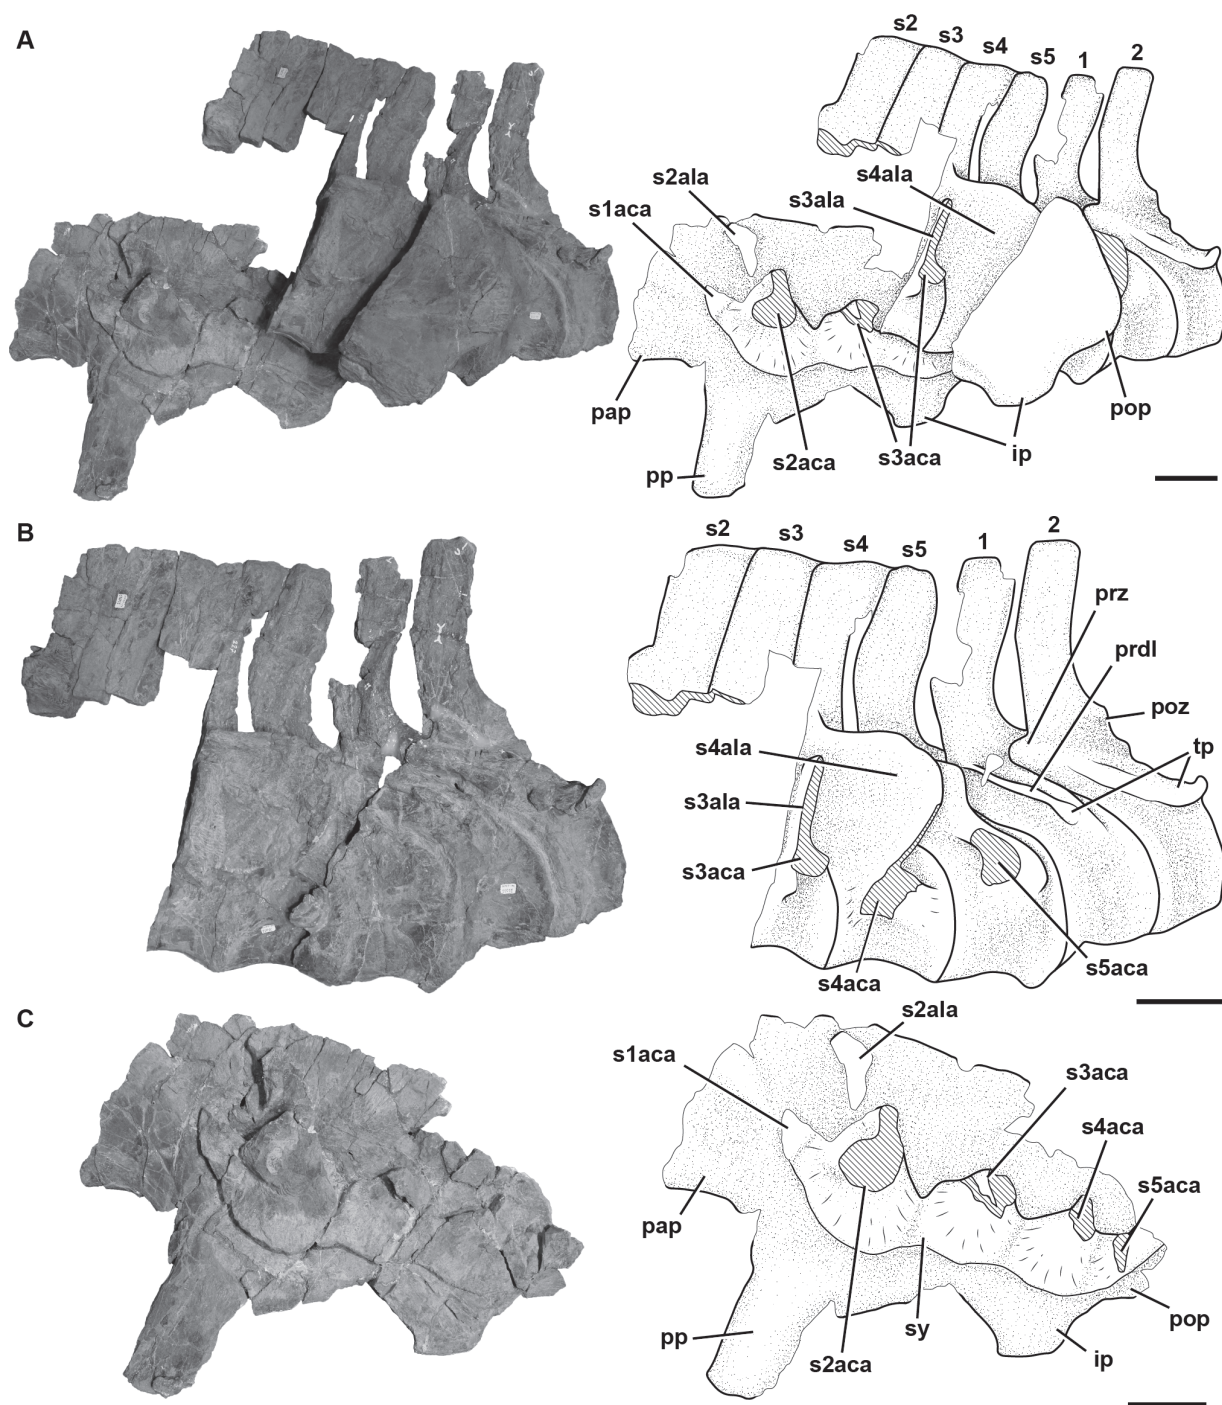 A
s2
s3
s4
s5
1
2
s2ala
s1aca
s4ala
s3ala
pap
pp
s2aca
s3aca
ip
pop
B
s2
s3
s4
s5
1
2
prz
prdl
poz
tp
s4ala
s3ala
s3aca
s4aca
s5aca
C
s2ala
s1aca
s3aca
s4aca
s5aca
pap
pp
s2aca
sy
ip
pop